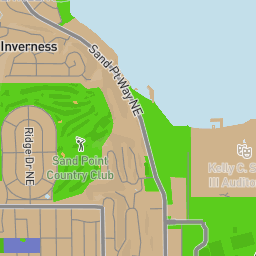 Inverness
Sand Pt Way NE
Ridge Dr NE
Sand Point
Country Club
Kelly C. S
III Audito